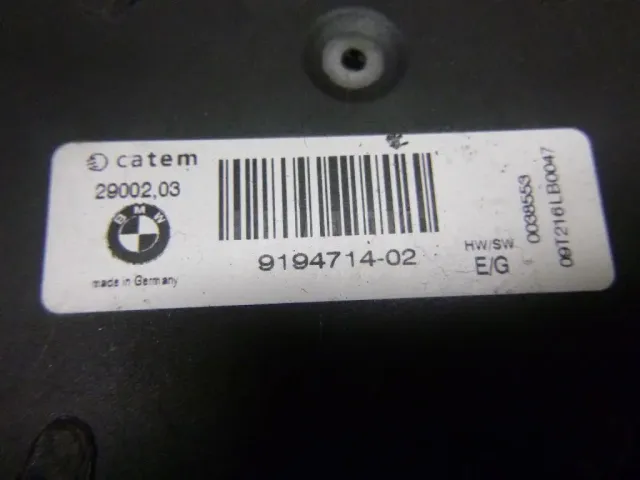 catem
29002,03
BMW
made in Germany
9194714-02
HW/SW
E/G
0038553
09T216LB0047